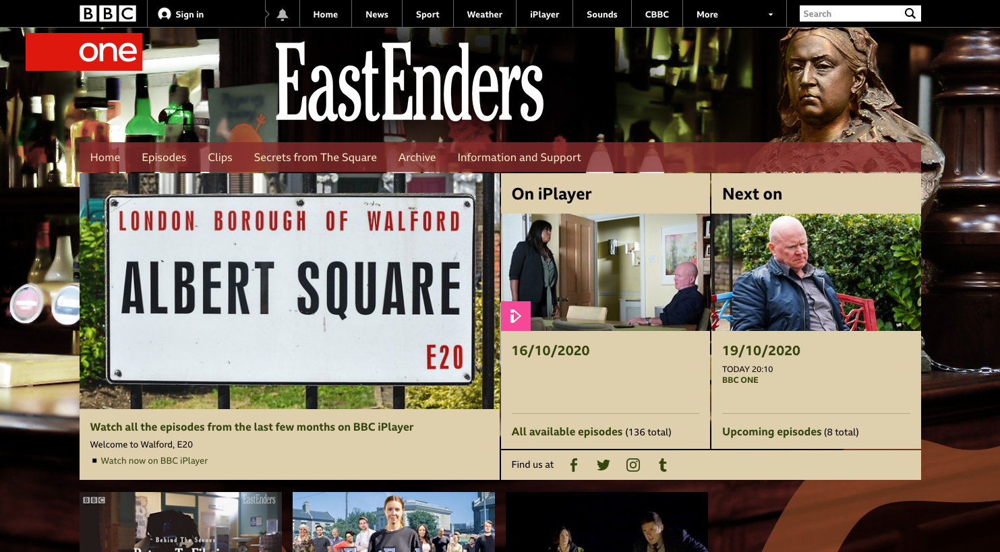 BBC
Sign in
Home
News
Sport
Weather
iPlayer
Sounds
CBBC
More
Search
one
EastEnders
Home
Episodes
Clips
Secrets from The Square
Archive
Information and Support
LONDON BOROUGH OF WALFORD
ALBERT SQUARE
E20
Watch all the episodes from the last few months on BBC iPlayer
Welcome to Walford, E20
Watch now on BBC iPlayer
On iPlayer
16/10/2020
All available episodes (136 total)
Next on
19/10/2020
TODAY 20:10
BBC ONE
Upcoming episodes (8 total)
Find us at
BBC
EastEnders
Behind The Scenes